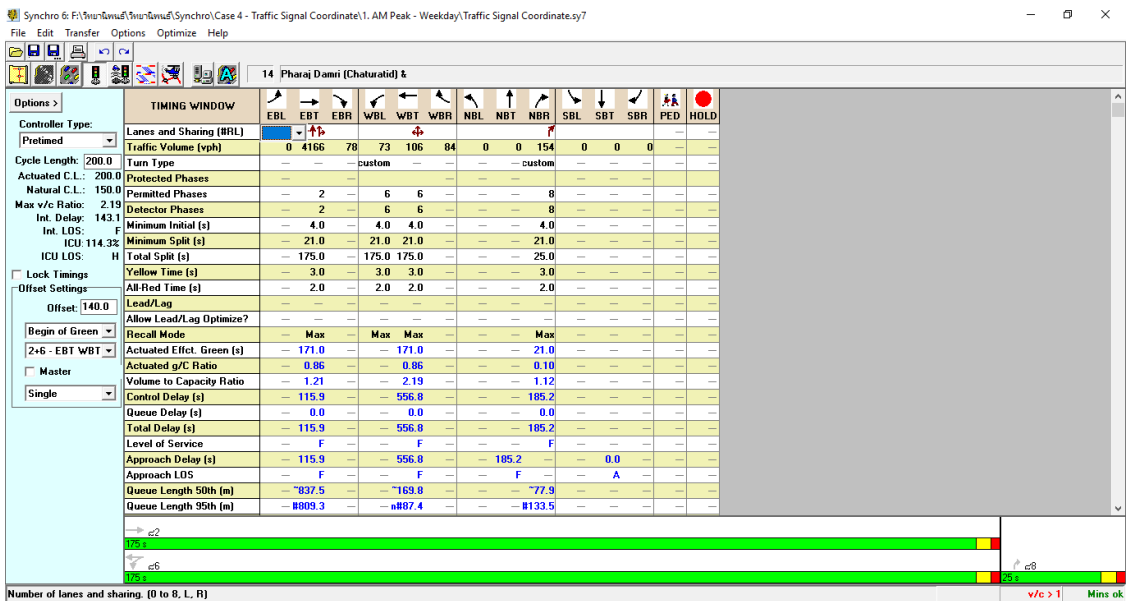 Synchro 6: F:\วิทยานิพนธ์\วิทยานิพนธ์\Synchro\Case 4 - Traffic Signal Coordinate\1. AM Peak - Weekday\Traffic Signal Coordinate.sy7
File Edit Transfer Options Optimize Help
14 Pharaj Damri (Chaturatid) &
Options >
Controller Type:
Pretimed
Cycle Length: 200.0
Actuated C.L.: 200.0
Natural C.L.: 150.0
Max v/c Ratio: 2.19
Int. Delay: 143.1
Int. LOS: F
ICU: 114.3%
ICU LOS: H
Lock Timings
Offset Settings
Offset: 140.0
Begin of Green
2+6 - EBT WBT
Master
Single
TIMING WINDOW EBL EBT EBR WBL WBT WBR NBL NBT NBR SBL SBT SBR PED HOLD
Lanes and Sharing (#RL) — —
Traffic Volume (vph) 0 4166 78 73 106 84 0 0 154 0 0 0 — —
Turn Type — — — custom — — — — custom — — — — —
Protected Phases — — — — — — — — — — — —
Permitted Phases — 2 — 6 6 — — — 8 — — — — —
Detector Phases — 2 — 6 6 — — — 8 — — — — —
Minimum Initial (s) — 4.0 — 4.0 4.0 — — — 4.0 — — — — —
Minimum Split (s) — 21.0 — 21.0 21.0 — — — 21.0 — — — — —
Total Split (s) — 175.0 — 175.0 175.0 — — — 25.0 — — — — —
Yellow Time (s) — 3.0 — 3.0 3.0 — — — 3.0 — — — — —
All-Red Time (s) — 2.0 — 2.0 2.0 — — — 2.0 — — — — —
Lead/Lag — — — — — — — — — — — — — —
Allow Lead/Lag Optimize? — — — — — — — — — — — — — —
Recall Mode — Max — Max Max — — — Max — — — — —
Actuated Effct. Green (s) — 171.0 — — 171.0 — — — 21.0 — — — — —
Actuated g/C Ratio — 0.86 — — 0.86 — — — 0.10 — — — — —
Volume to Capacity Ratio — 1.21 — — 2.19 — — — 1.12 — — — — —
Control Delay (s) — 115.9 — — 556.8 — — — 185.2 — — — — —
Queue Delay (s) — 0.0 — — 0.0 — — — 0.0 — — — — —
Total Delay (s) — 115.9 — — 556.8 — — — 185.2 — — — — —
Level of Service — F — — F — — — F — — — — —
Approach Delay (s) — 115.9 — — 556.8 — — 185.2 — — 0.0 — — —
Approach LOS — F — — F — — F — — A — — —
Queue Length 50th (m) — ~837.5 — — ~169.8 — — — ~77.9 — — — — —
Queue Length 95th (m) — #809.3 — — n#87.4 — — — #133.5 — — — — —
ø2
175 s
ø6 ø8
175 s 25 s
Number of lanes and sharing. (0 to 8, L, R) v/c > 1 Mins ok